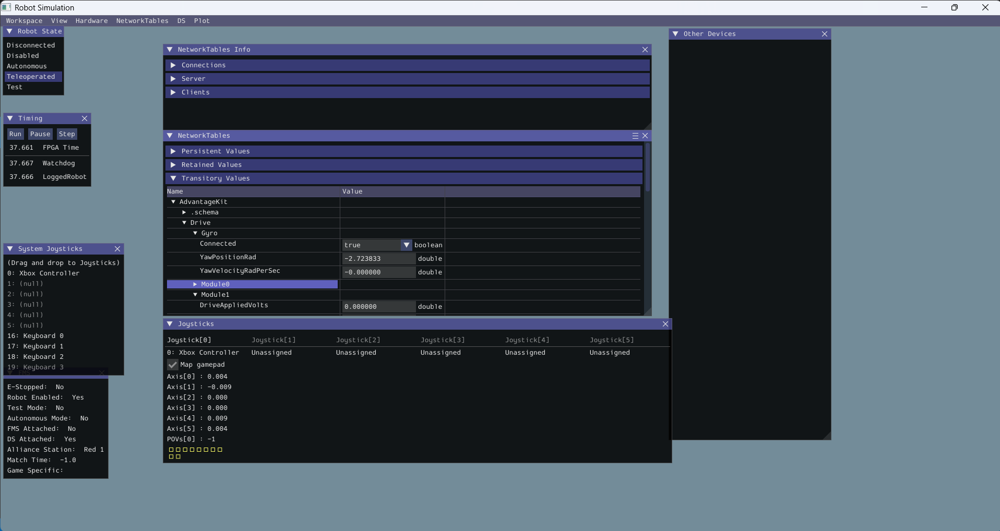 Robot Simulation
Workspace View Hardware NetworkTables DS Plot
Robot State
Disconnected
Disabled
Autonomous
Teleoperated
Test
Timing
Run Pause Step
37.661 FPGA Time
37.667 Watchdog
37.666 LoggedRobot
System Joysticks
(Drag and drop to Joysticks)
0: Xbox Controller
1: (null)
2: (null)
3: (null)
4: (null)
5: (null)
16: Keyboard 0
17: Keyboard 1
18: Keyboard 2
19: Keyboard 3
FMS
E-Stopped: No
Robot Enabled: Yes
Test Mode: No
Autonomous Mode: No
FMS Attached: No
DS Attached: Yes
Alliance Station: Red 1
Match Time: -1.0
Game Specific:
NetworkTables Info
Connections
Server
Clients
NetworkTables
Persistent Values
Retained Values
Transitory Values
Name Value
AdvantageKit
.schema
Drive
Gyro
Connected true boolean
YawPositionRad -2.723833 double
YawVelocityRadPerSec -0.000000 double
Module0
Module1
DriveAppliedVolts 0.000000 double
Joysticks
Joystick[0] Joystick[1] Joystick[2] Joystick[3] Joystick[4] Joystick[5]
0: Xbox Controller Unassigned Unassigned Unassigned Unassigned Unassigned
Map gamepad
Axis[0] : 0.004
Axis[1] : -0.009
Axis[2] : 0.000
Axis[3] : 0.000
Axis[4] : 0.009
Axis[5] : 0.004
POVs[0] : -1
Other Devices